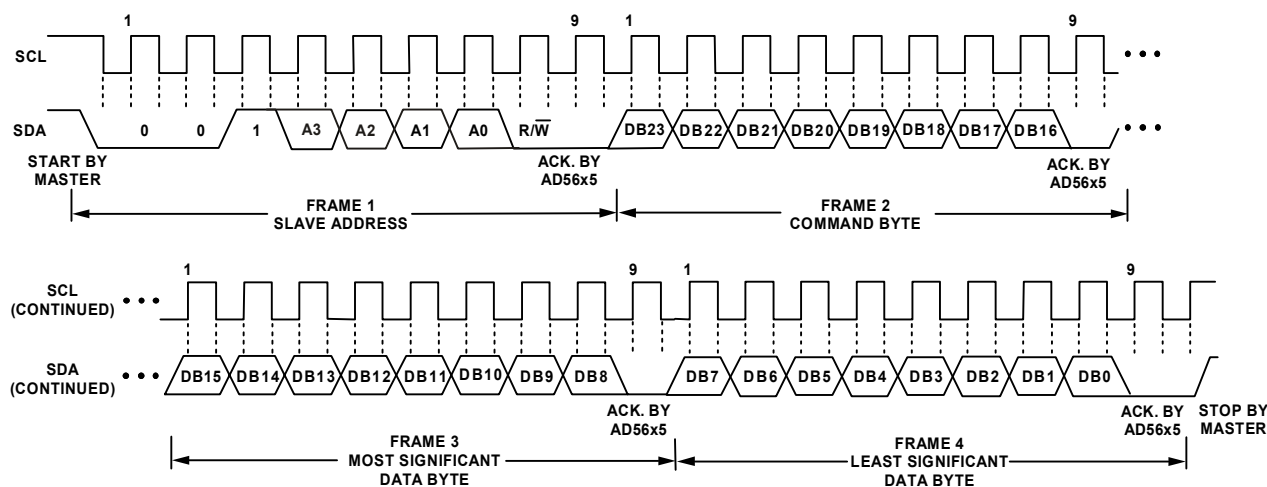 1 9 1 9
SCL
SDA 0 0 1 A3 A2 A1 A0 R/W DB23 DB22 DB21 DB20 DB19 DB18 DB17 DB16
START BY
MASTER
ACK. BY
AD56x5
ACK. BY
AD56x5
FRAME 1
SLAVE ADDRESS
FRAME 2
COMMAND BYTE
1 9 1 9
SCL
(CONTINUED)
SDA
(CONTINUED)
DB15 DB14 DB13 DB12 DB11 DB10 DB9 DB8 DB7 DB6 DB5 DB4 DB3 DB2 DB1 DB0
ACK. BY
AD56x5
ACK. BY
AD56x5
STOP BY
MASTER
FRAME 3
MOST SIGNIFICANT
DATA BYTE
FRAME 4
LEAST SIGNIFICANT
DATA BYTE